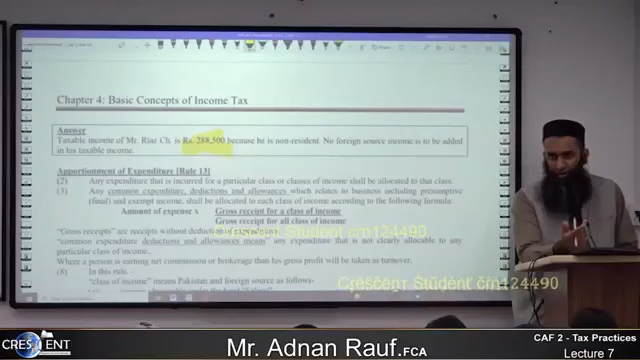 Chapter 4: Basic Concepts of Income Tax
Answer
Taxable income of Mr. Riaz Ch. is Rs. 288,500 because he is non-resident. No foreign source income is to be added
in his taxable income.
Apportionment of Expenditure [Rule 13]
(2) Any expenditure that is incurred for a particular class or classes of income shall be allocated to that class.
(3) Any common expenditure, deductions and allowances which relates to business including presumptive
(final) and exempt income, shall be allocated to each class of income according to the following formula:
Amount of expense x Gross receipt for a class of income
Gross receipt for all class of income
"Gross receipts" are receipts without deduction of expenditure.
"common expenditure deductions and allowances means" any expenditure that is not clearly allocable to any
particular class of income.
Where a person is earning net commission or brokerage than his gross profit will be taken as turnover.
(8) In this rule. -
"class of income" means Pakistan and foreign source as follows-
Crescent Student crn124490
Crescent Student crn124490
CRESCENT
Mr. Adnan Rauf.FCA
CAF 2 - Tax Practices
Lecture 7